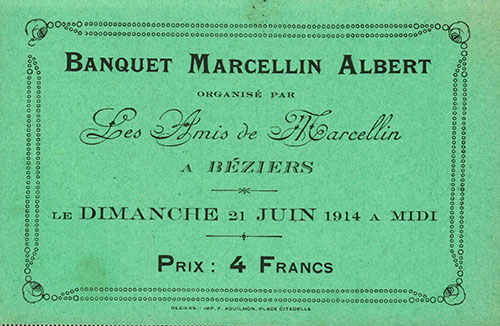 BANQUET MARCELLIN ALBERT
ORGANISÉ PAR
Les Amis de Marcellin
A BÉZIERS
LE DIMANCHE 21 JUIN 1914 A MIDI
PRIX : 4 FRANCS
BÉZIERS. - IMP. F. AGUILHON, PLACE CITADELLE